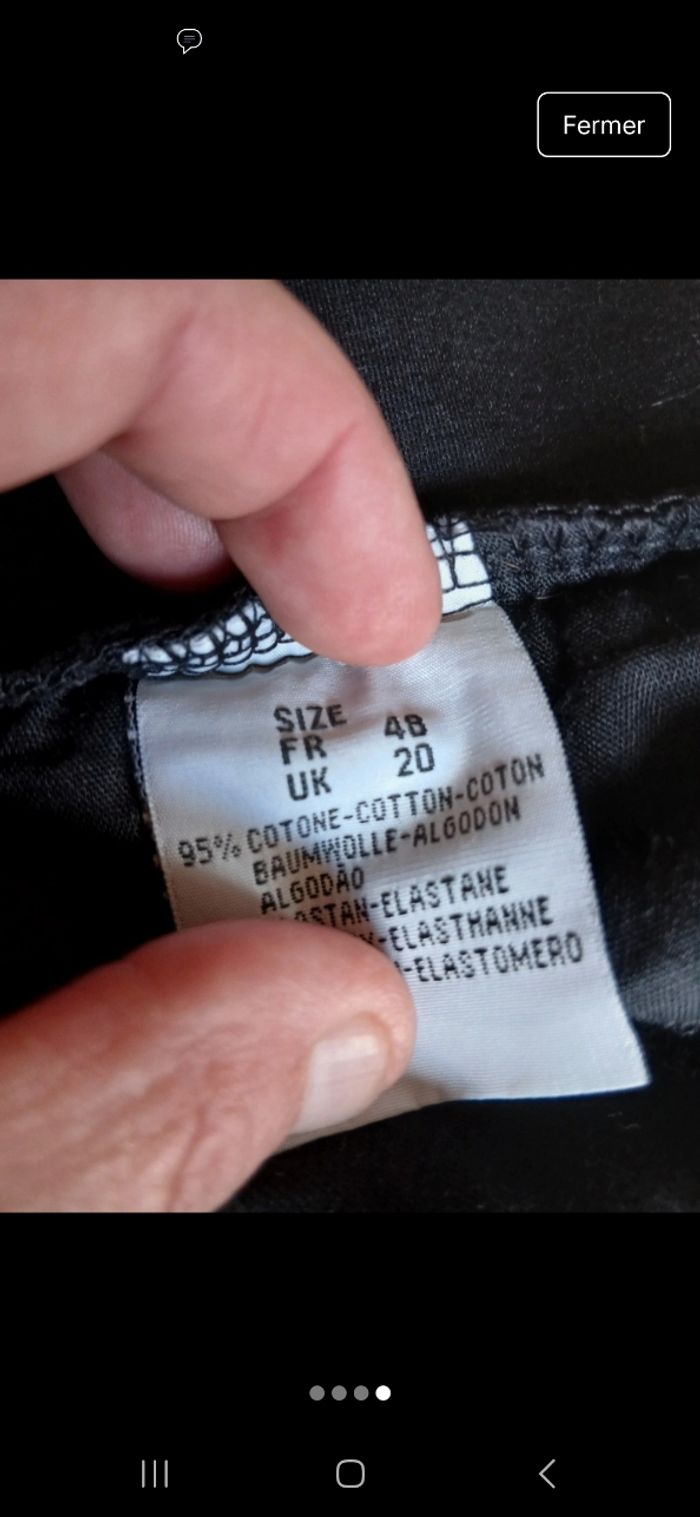 Fermer
SIZE
FR 48
UK 20
95% COTONE-COTTON-COTON
BAUMWOLLE-ALGODON
ALGODÃO
-ELASTANE
-ELASTHANNE
-ELASTOMERO